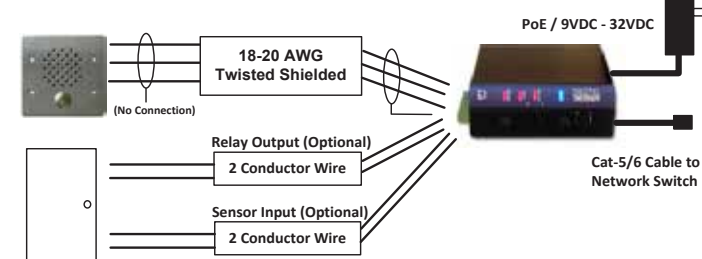 PoE / 9VDC - 32VDC
18-20 AWG
Twisted Shielded
(No Connection)
Relay Output (Optional)
2 Conductor Wire
Cat-5/6 Cable to
Network Switch
Sensor Input (Optional)
2 Conductor Wire